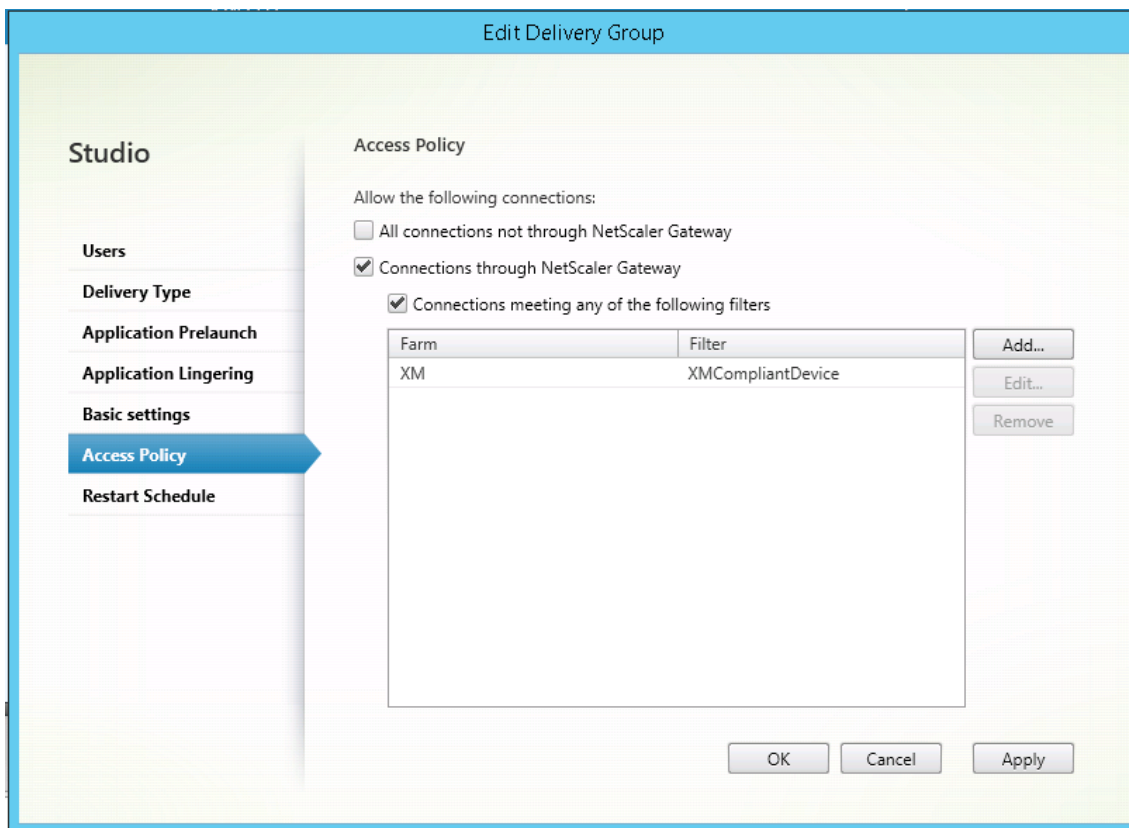 Edit Delivery Group
Studio
Users
Delivery Type
Application Prelaunch
Application Lingering
Basic settings
Access Policy
Restart Schedule
Access Policy
Allow the following connections:
All connections not through NetScaler Gateway
Connections through NetScaler Gateway
Connections meeting any of the following filters
Farm Filter
XM XMCompliantDevice
Add...
Edit...
Remove
OK Cancel Apply